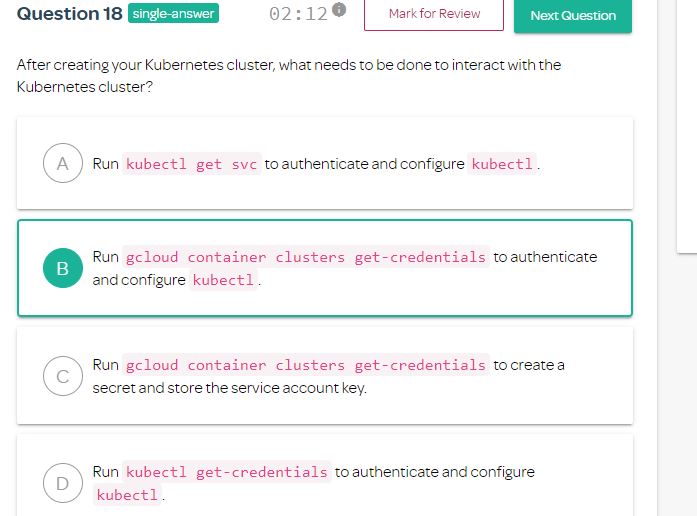 Question 18 single-answer 02:12 Mark for Review Next Question
After creating your Kubernetes cluster, what needs to be done to interact with the
Kubernetes cluster?
A Run kubectl get svc to authenticate and configure kubectl.
B Run gcloud container clusters get-credentials to authenticate
and configure kubectl.
C Run gcloud container clusters get-credentials to create a
secret and store the service account key.
D Run kubectl get-credentials to authenticate and configure
kubectl.